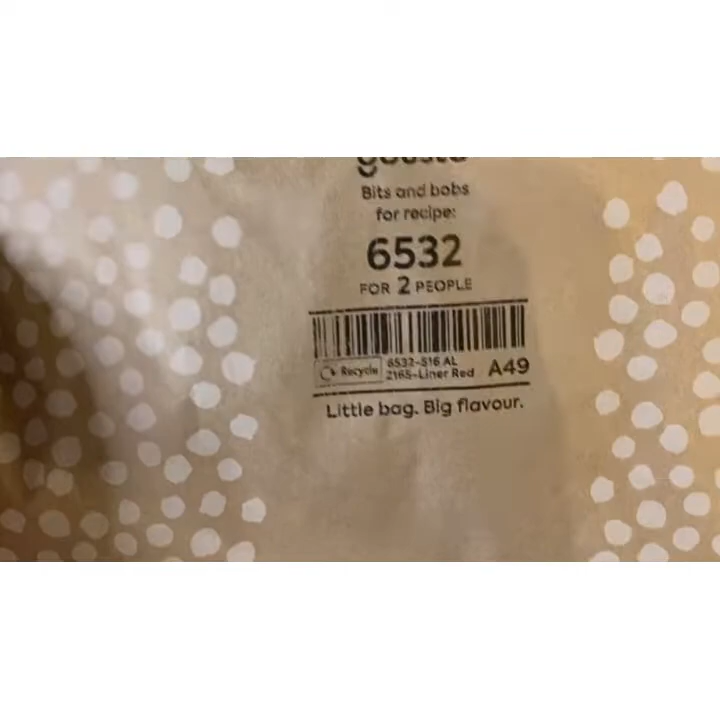 gousto
Bits and bobs
for recipe:
6532
FOR 2 PEOPLE
Recycle
6532-516 AL
2165-Liner Red
A49
Little bag. Big flavour.